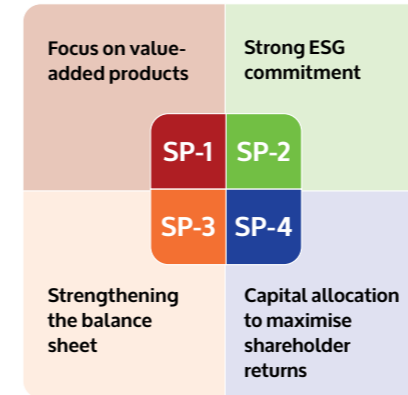 Focus on value-
added products
Strong ESG
commitment
SP-1
SP-2
SP-3
SP-4
Strengthening
the balance
sheet
Capital allocation
to maximise
shareholder
returns